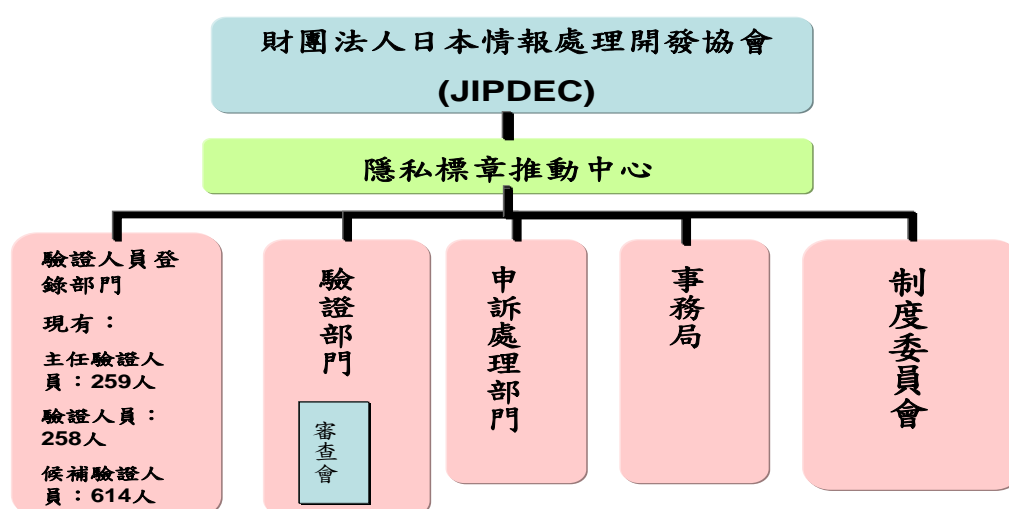 財團法人日本情報處理開發協會
(JIPDEC)
隱私標章推動中心
驗證人員登
錄部門
現有：
主任驗證人
員：259人
驗證人員：
258人
候補驗證人
員：614人
驗證部門
審查會
申訴處理部門
事務局
制度委員會